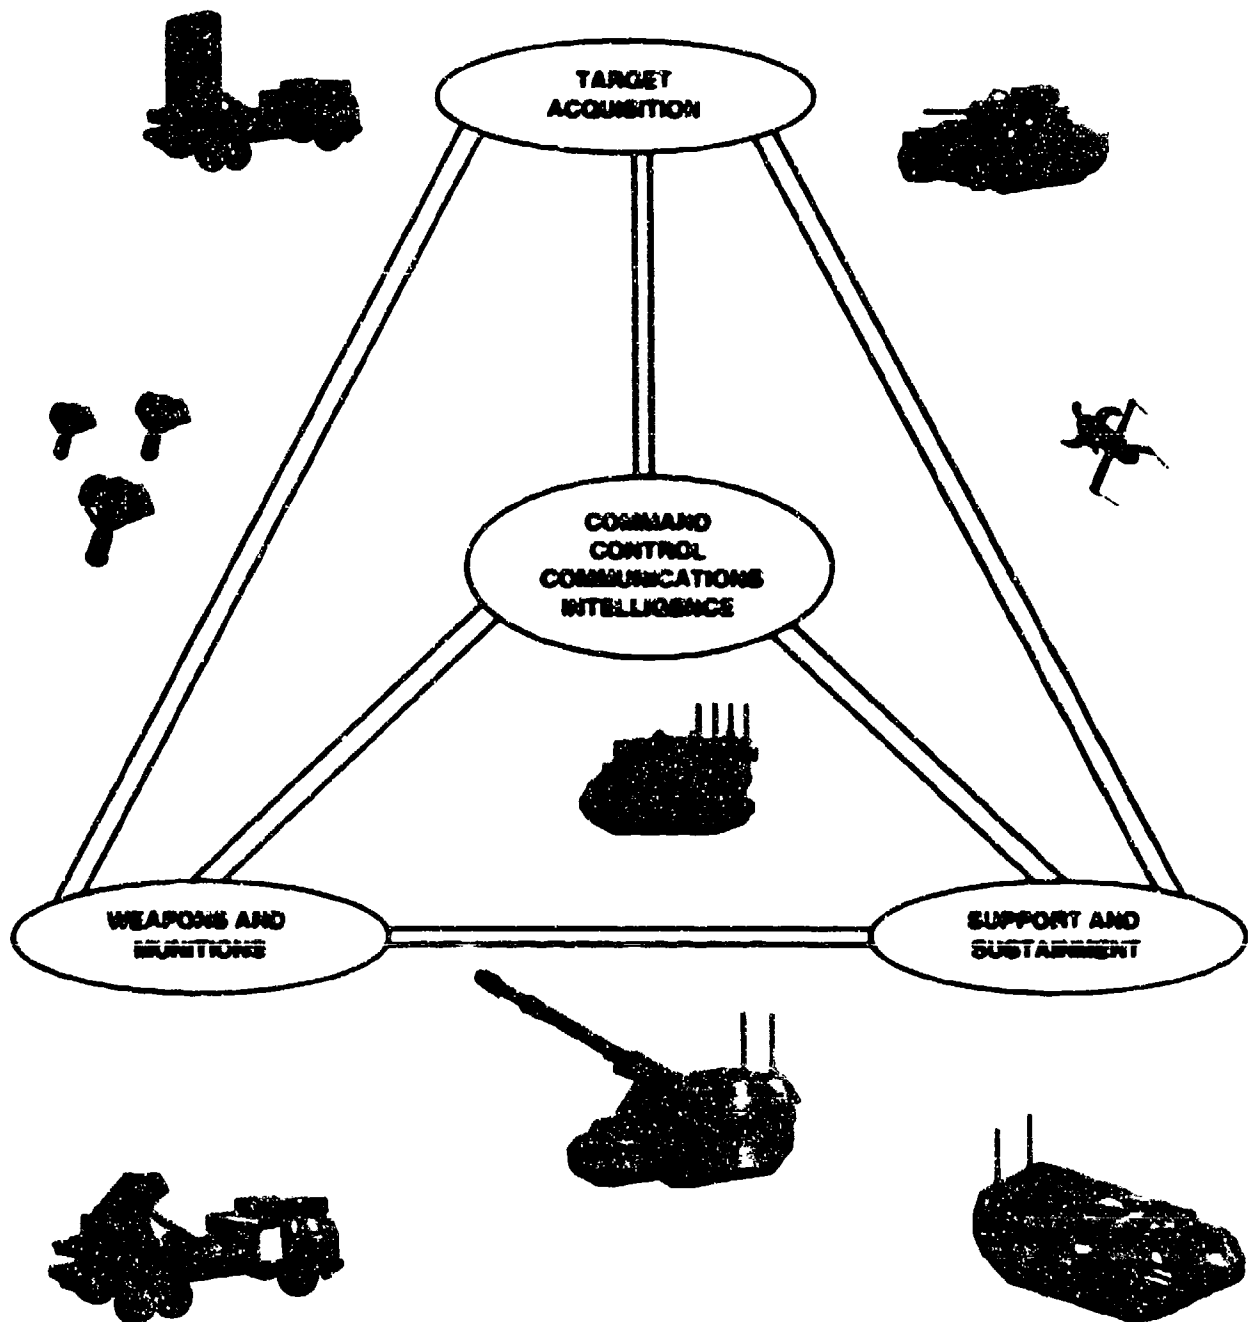 TARGET
ACQUISITION
COMMAND
CONTROL
COMMUNICATIONS
INTELLIGENCE
WEAPONS AND
MUNITIONS
SUPPORT AND
SUSTAINMENT